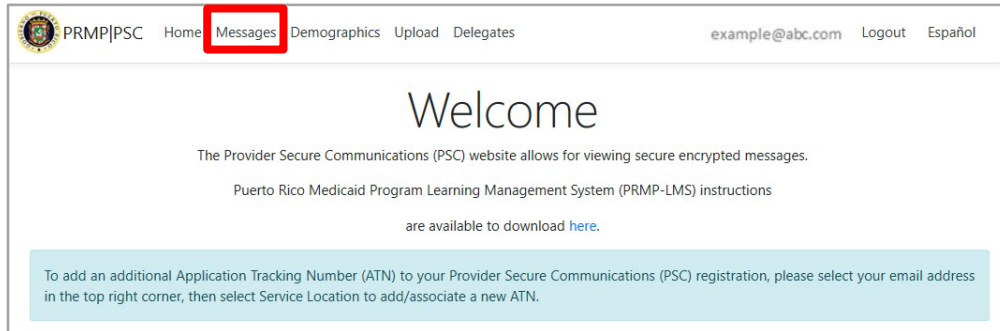 PRMP|PSC Home Messages Demographics Upload Delegates example@abc.com Logout Español
Welcome
The Provider Secure Communications (PSC) website allows for viewing secure encrypted messages.
Puerto Rico Medicaid Program Learning Management System (PRMP-LMS) instructions
are available to download here.
To add an additional Application Tracking Number (ATN) to your Provider Secure Communications (PSC) registration, please select your email address
in the top right corner, then select Service Location to add/associate a new ATN.